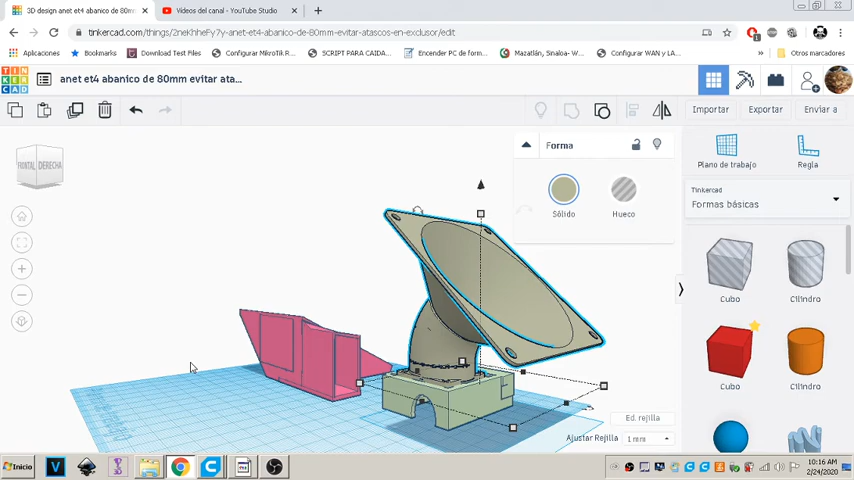 3D design anet et4 abanico de 80mm
Vídeos del canal - YouTube Studio
tinkercad.com/things/2neKhheFy7y-anet-et4-abanico-de-80mm-evitar-atascos-en-exclusor/edit
Aplicaciones
Bookmarks
Download Test Files
Configurar MikroTik R...
SCRIPT PARA CAIDA...
Encender PC de form...
Mazatlán, Sinaloa- W...
Configurar WAN y LA...
Otros marcadores
TIN
KER
CAD
anet et4 abanico de 80mm evitar ata...
Importar
Exportar
Enviar a
FRONTAL
DERECHA
Forma
Sólido
Hueco
Plano de trabajo
Regla
Tinkercad
Formas básicas
Cubo
Cilindro
Cubo
Cilindro
Ed. rejilla
Ajustar Rejilla
1 mm
Inicio
10:16 AM
2/24/2020